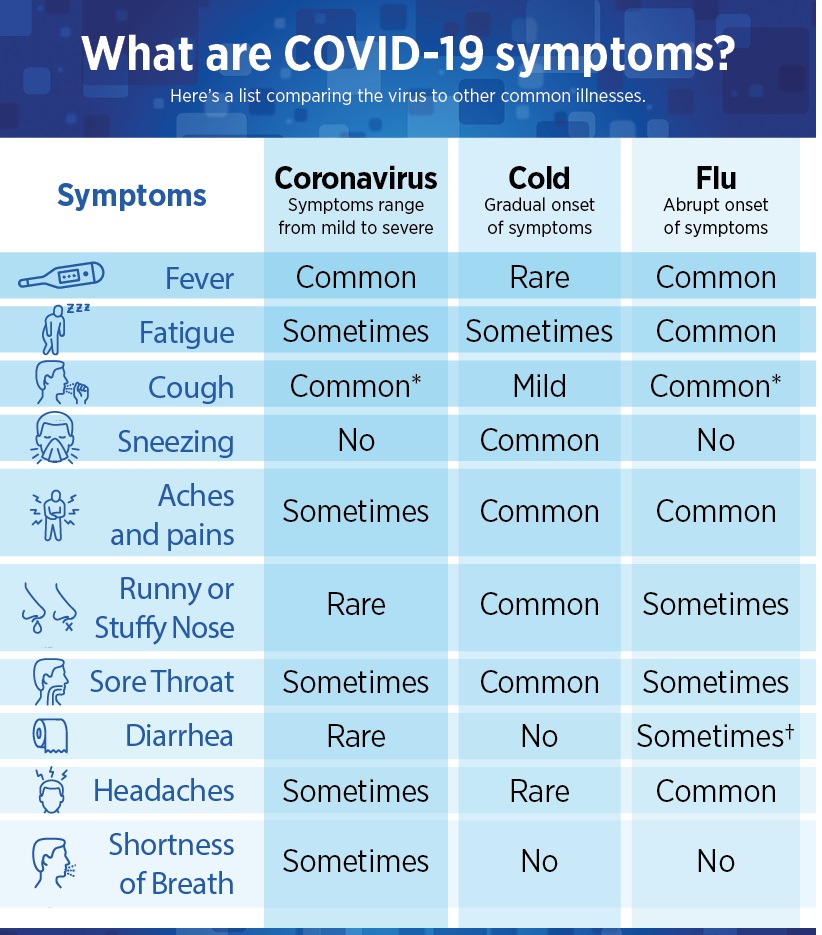 What are COVID-19 symptoms?
Here's a list comparing the virus to other common illnesses.
Symptoms
Coronavirus
Symptoms range
from mild to severe
Cold
Gradual onset
of symptoms
Flu
Abrupt onset
of symptoms
Fever Common Rare Common
zzz
Fatigue Sometimes Sometimes Common
Cough Common* Mild Common*
Sneezing No Common No
Aches
and pains Sometimes Common Common
Runny or
Stuffy Nose Rare Common Sometimes
Sore Throat Sometimes Common Sometimes
Diarrhea Rare No Sometimes†
Headaches Sometimes Rare Common
Shortness
of Breath Sometimes No No